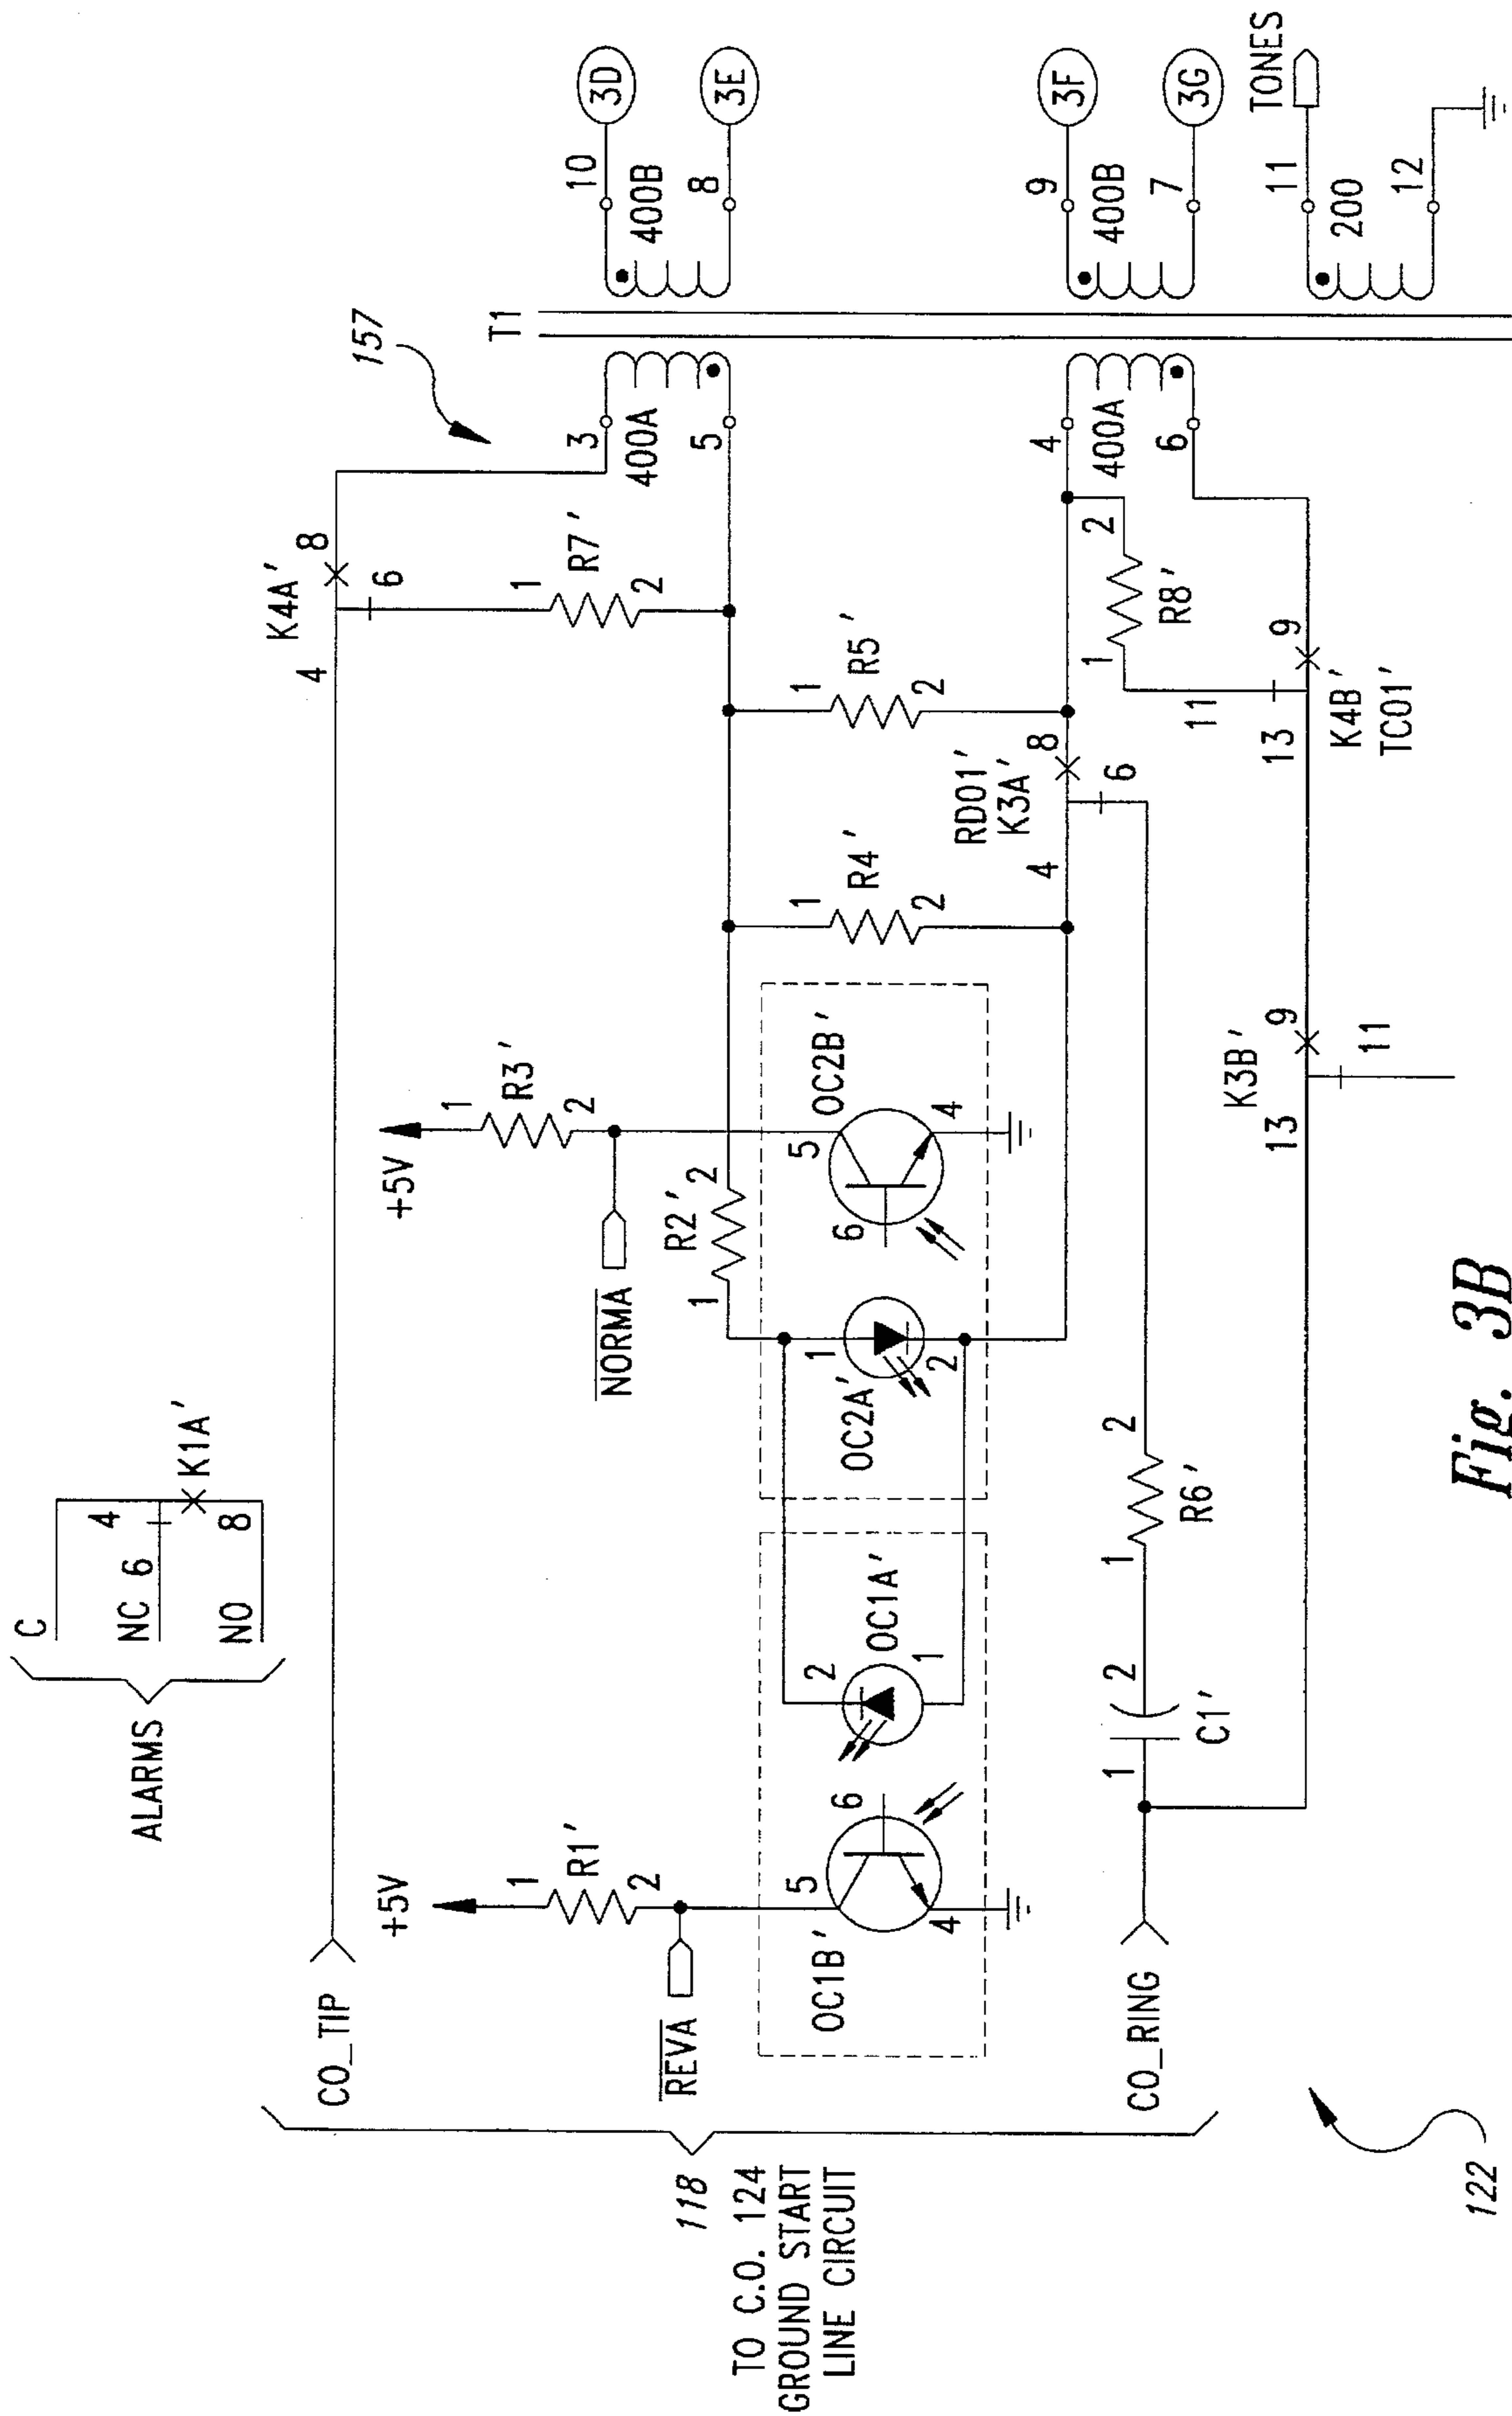 C
4
NC 6
K1A'
NO
8
ALARMS
157
T1
CO_TIP
4
K4A'
8
6
3
400A
5
10
400B
8
3D
3E
+5V
1
R1'
2
REVA
+5V
1
R3'
2
NORMA
1
R7'
2
1
R2'
2
OC1B'
5
6
4
2
OC1A'
1
1
OC2A'
2
5
OC2B'
6
4
1
R4'
2
1
R5'
2
RD01'
K3A'
4
8
6
4
400A
6
9
400B
7
3F
3G
1
R8'
2
11
118
TO C.O. 124
GROUND START
LINE CIRCUIT
CO_RING
1
C1'
2
1
R6'
2
K3B'
13
9
11
13
9
K4B'
TC01'
11
200
12
TONES
122
Fig. 3B